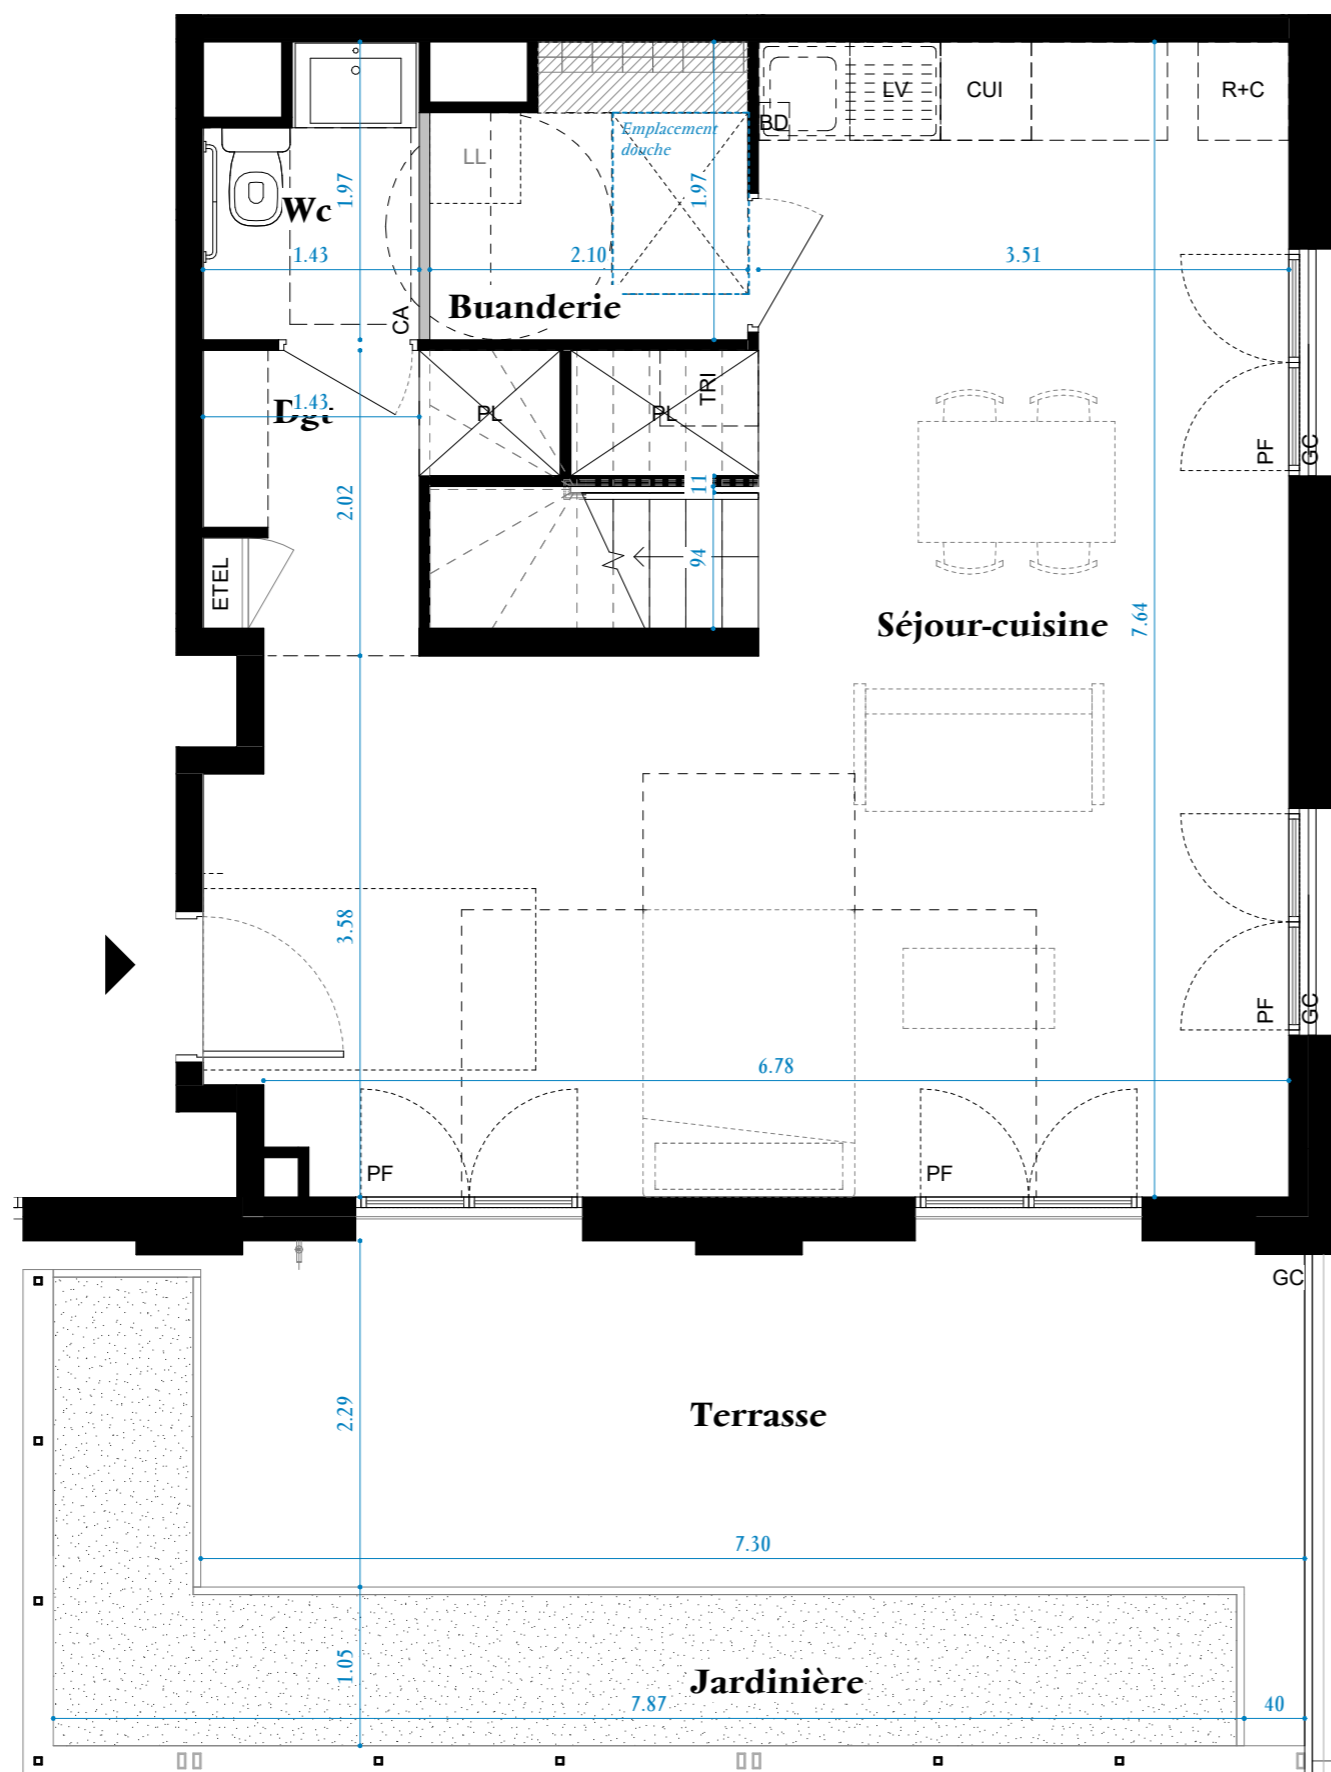 LV
CUI
R+C
BD
Emplacement
douche
LL
1.97
1.97
Wc
1.43
2.10
3.51
Buanderie
CA
TRI
1.43
Dgt
PL
PL
PF
GC
2.02
11
94
ETEL
Séjour-cuisine
7.64
3.58
PF
GC
6.78
PF
PF
GC
2.29
Terrasse
7.30
1.05
Jardinière
7.87
40